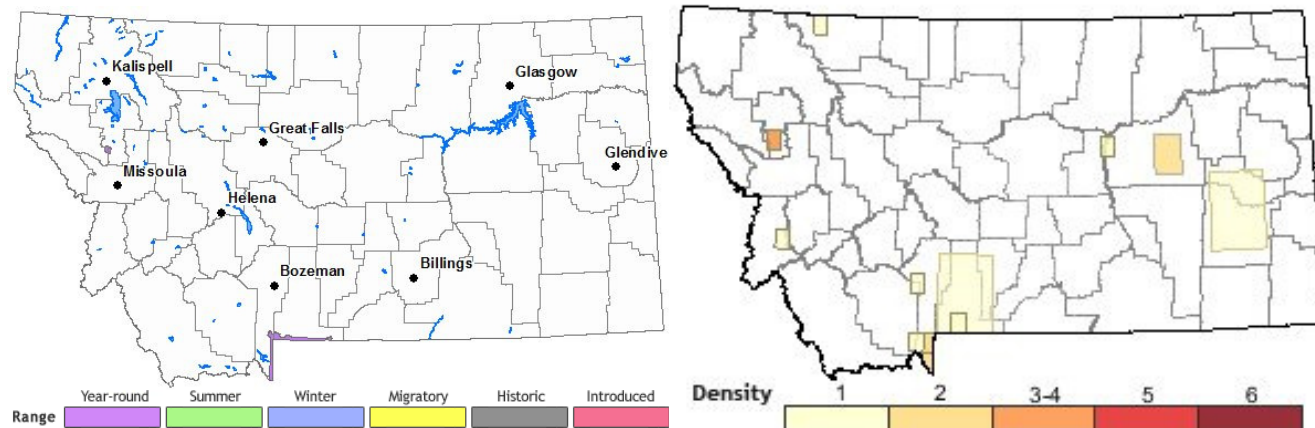 Kalispell
Glasgow
Great Falls
Glendive
Missoula
Helena
Billings
Bozeman
Year-round Summer Winter Migratory Historic Introduced
Range
Density 1 2 3-4 5 6